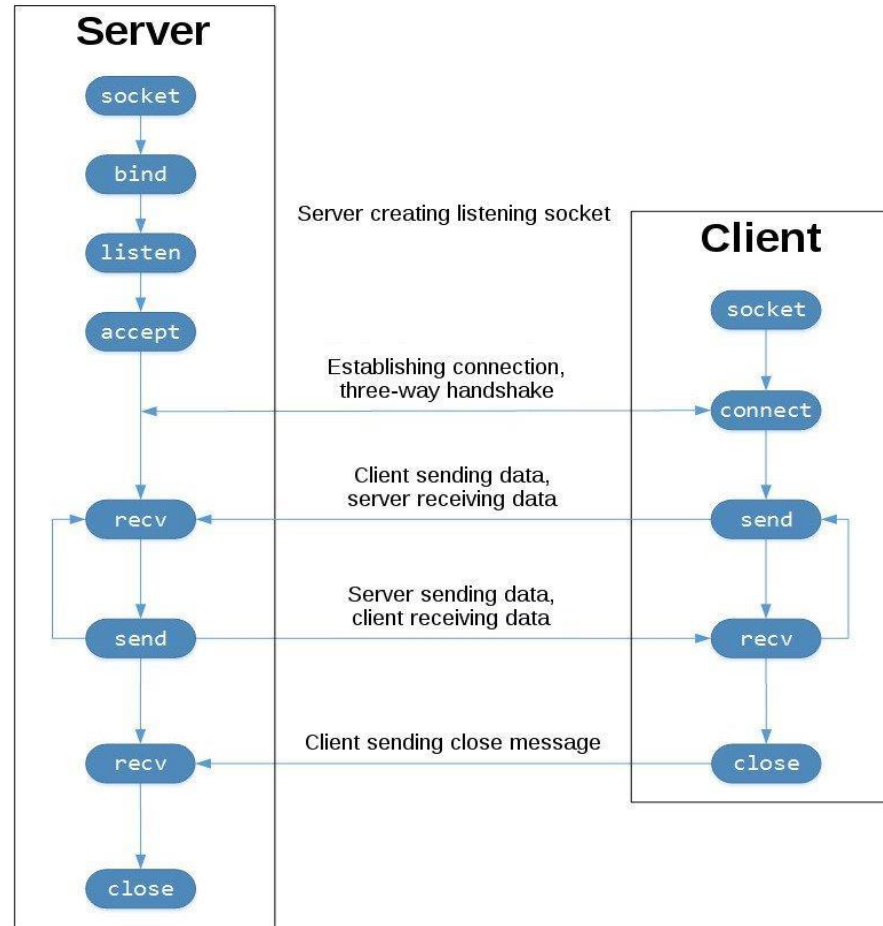 Server
socket
bind
listen
accept
recv
send
recv
close
Server creating listening socket
Establishing connection,
three-way handshake
Client sending data,
server receiving data
Server sending data,
client receiving data
Client sending close message
Client
socket
connect
send
recv
close